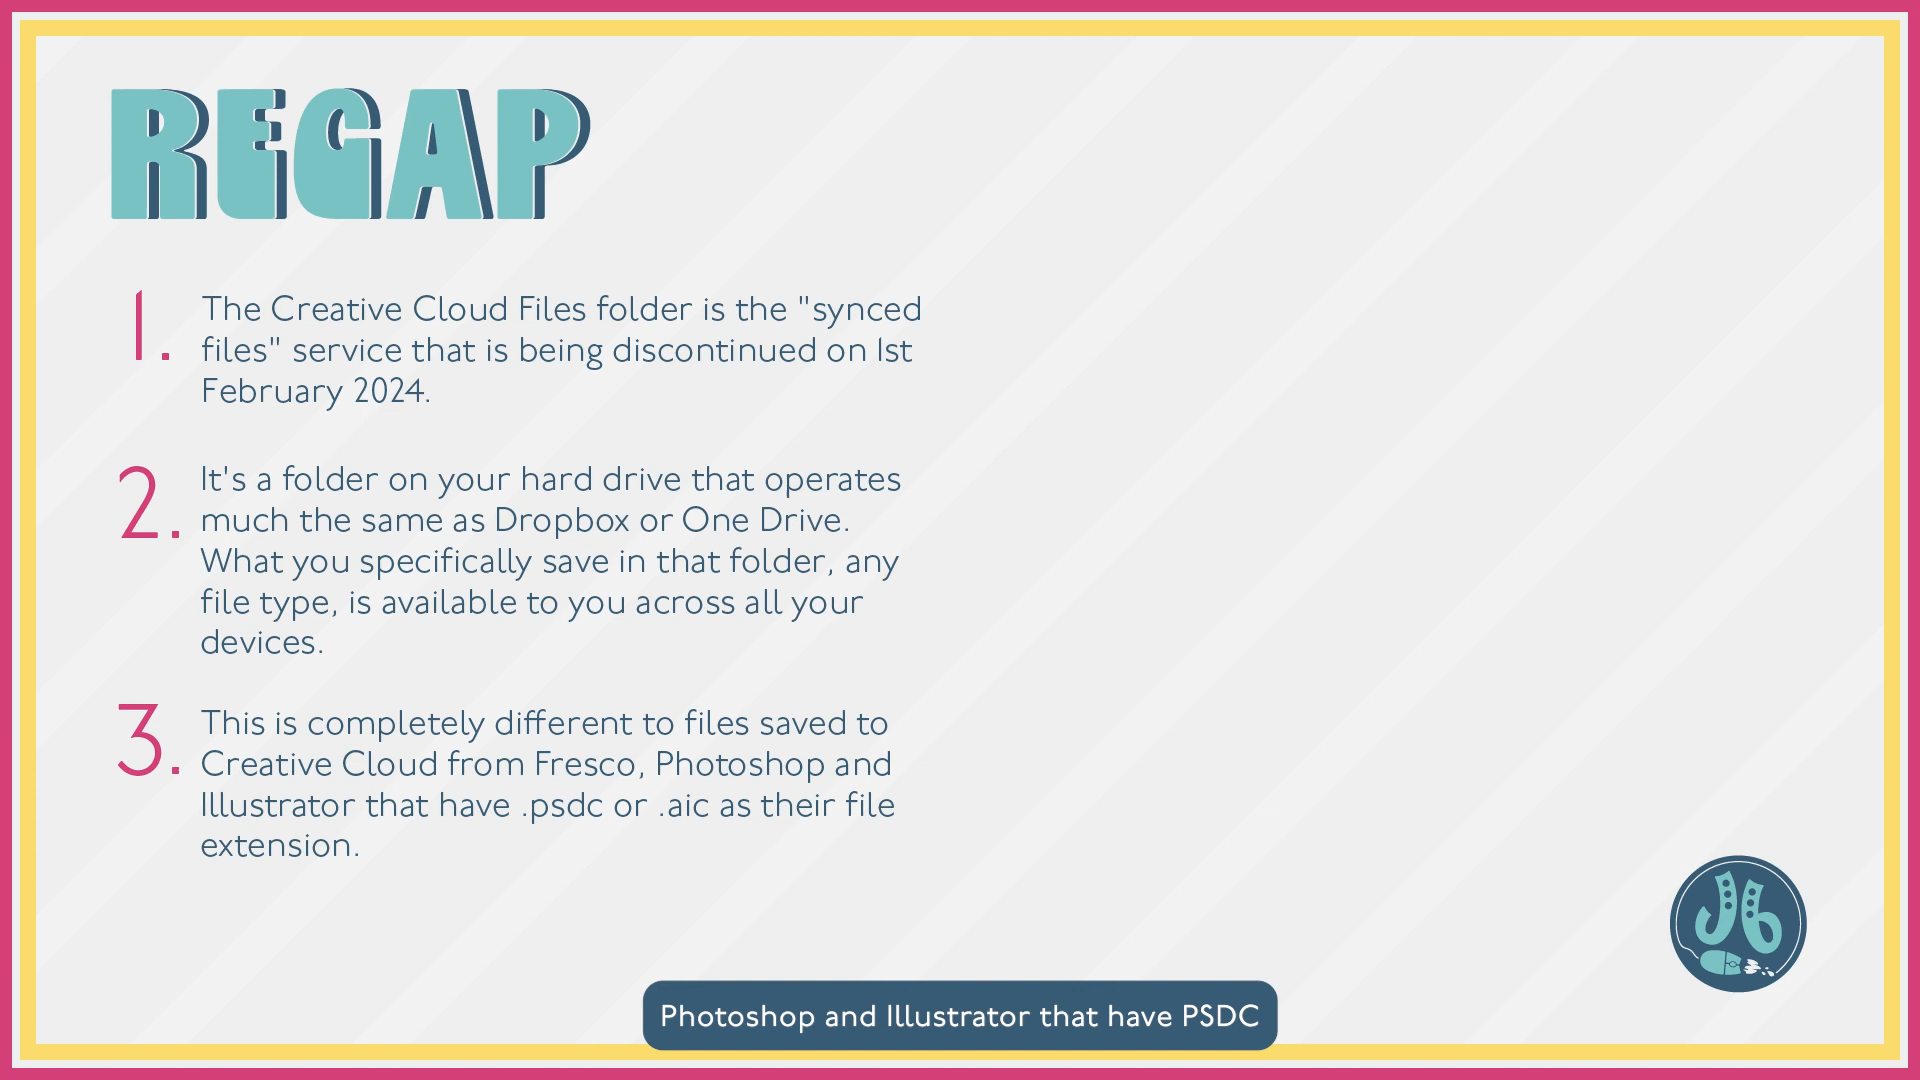 RECAP
1. The Creative Cloud Files folder is the "synced
files" service that is being discontinued on 1st
February 2024.
2. It's a folder on your hard drive that operates
much the same as Dropbox or One Drive.
What you specifically save in that folder, any
file type, is available to you across all your
devices.
3. This is completely different to files saved to
Creative Cloud from Fresco, Photoshop and
Illustrator that have .psdc or .aic as their file
extension.
Jb
Photoshop and Illustrator that have PSDC